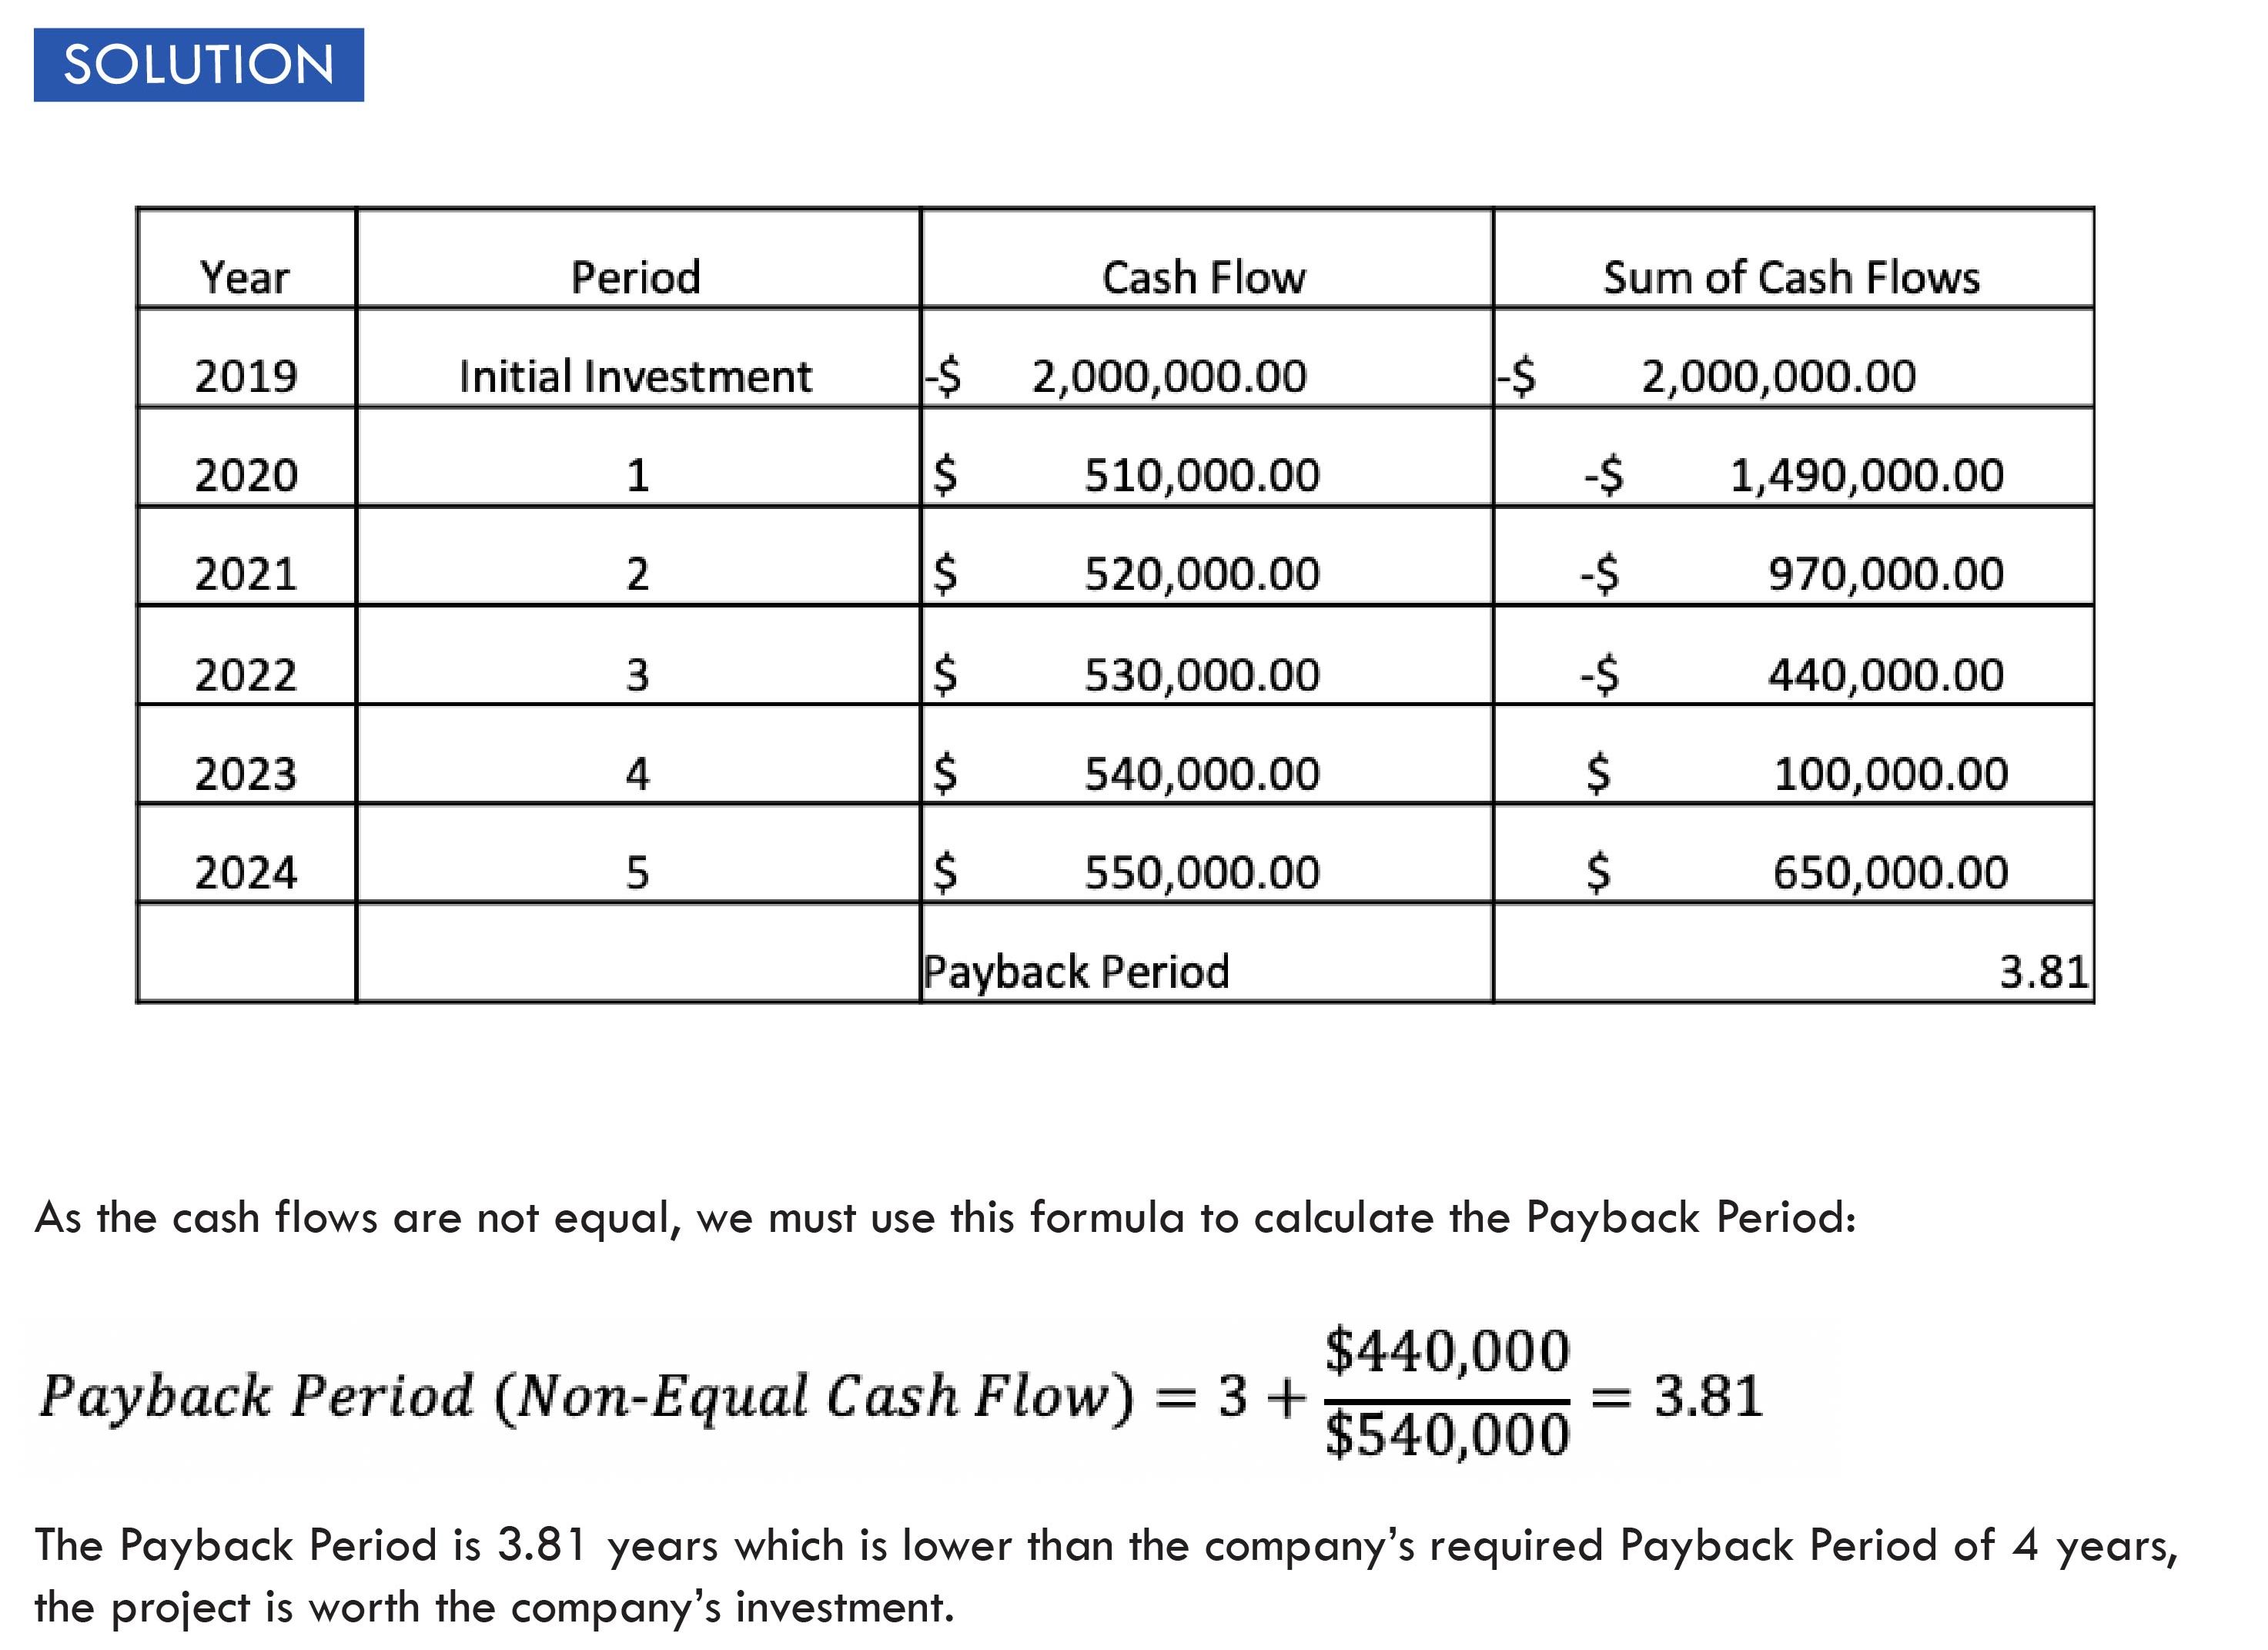 SOLUTION
Year Period Cash Flow Sum of Cash Flows
2019 Initial Investment -$ 2,000,000.00 -$ 2,000,000.00
2020 1 $ 510,000.00 -$ 1,490,000.00
2021 2 $ 520,000.00 -$ 970,000.00
2022 3 $ 530,000.00 -$ 440,000.00
2023 4 $ 540,000.00 $ 100,000.00
2024 5 $ 550,000.00 $ 650,000.00
Payback Period 3.81
As the cash flows are not equal, we must use this formula to calculate the Payback Period:
Payback Period (Non-Equal Cash Flow) = 3 + $440,000 / $540,000 = 3.81
The Payback Period is 3.81 years which is lower than the company’s required Payback Period of 4 years,
the project is worth the company’s investment.